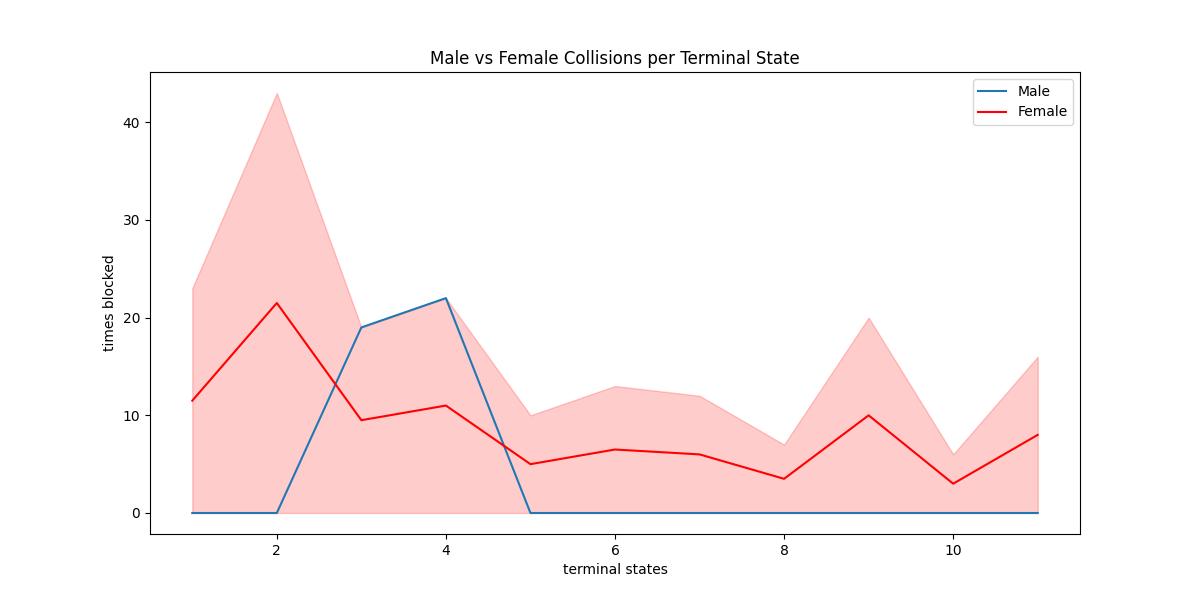 Male vs Female Collisions per Terminal State
Male
Female
times blocked
40
30
20
10
0
2 4 6 8 10
terminal states